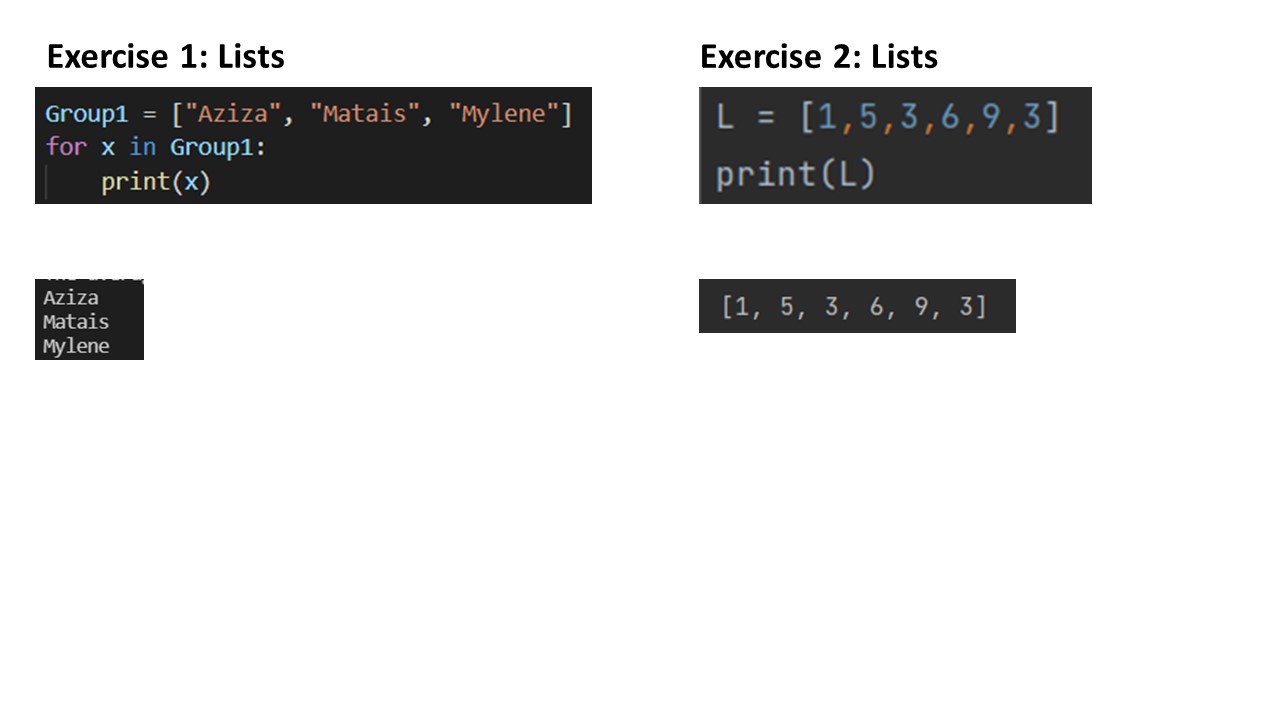 Exercise 1: Lists
Group1 = ["Aziza", "Matais", "Mylene"]
for x in Group1:
    print(x)
Aziza
Matais
Mylene
Exercise 2: Lists
L = [1,5,3,6,9,3]
print(L)
[1, 5, 3, 6, 9, 3]